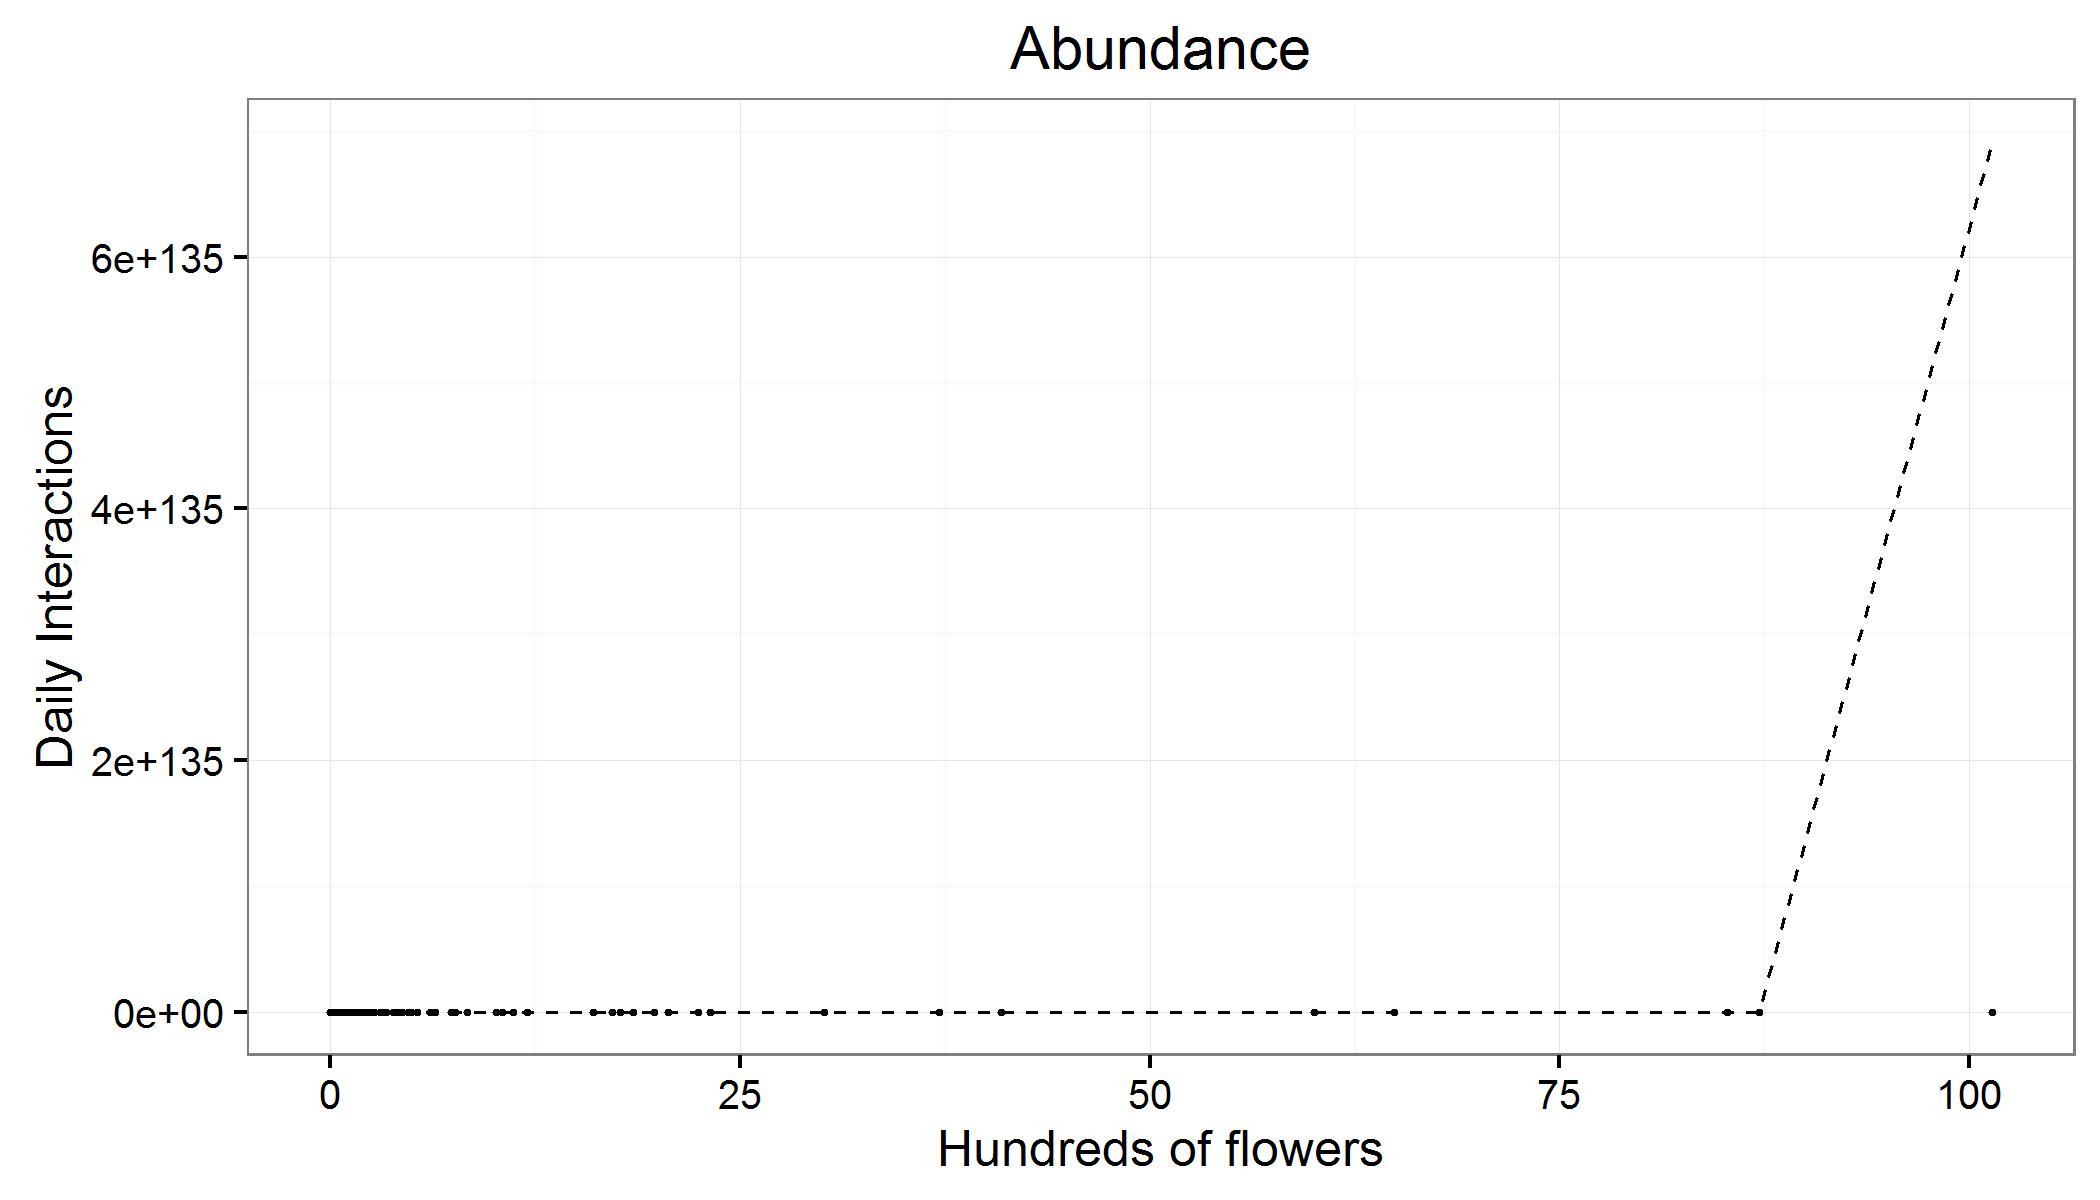 Abundance
Daily Interactions
6e+135
4e+135
2e+135
0e+00
0 25 50 75 100
Hundreds of flowers